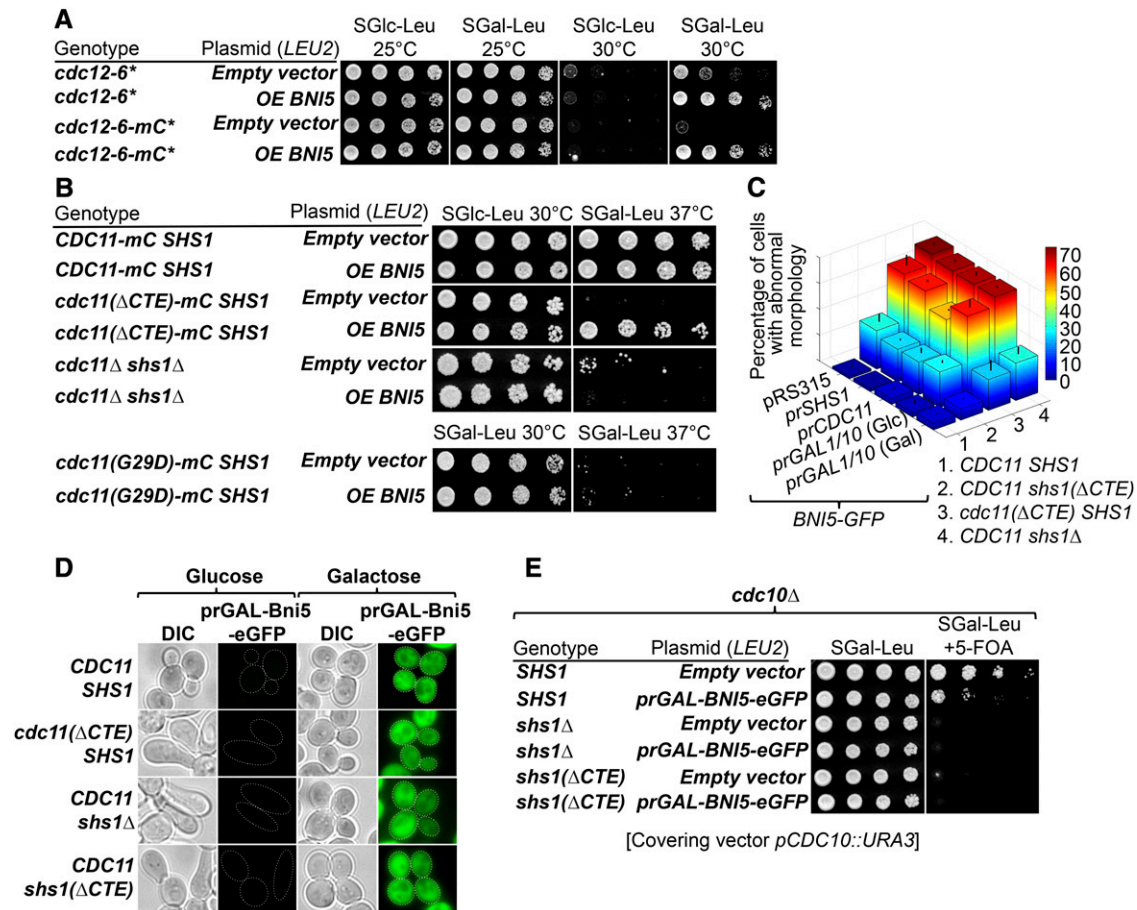 A
SGlc-Leu SGal-Leu SGlc-Leu SGal-Leu
Genotype Plasmid (LEU2) 25°C 25°C 30°C 30°C
cdc12-6* Empty vector
cdc12-6* OE BNI5
cdc12-6-mC* Empty vector
cdc12-6-mC* OE BNI5
B
Genotype Plasmid (LEU2) SGlc-Leu 30°C SGal-Leu 37°C
CDC11-mC SHS1 Empty vector
CDC11-mC SHS1 OE BNI5
cdc11(ΔCTE)-mC SHS1 Empty vector
cdc11(ΔCTE)-mC SHS1 OE BNI5
cdc11Δ shs1Δ Empty vector
cdc11Δ shs1Δ OE BNI5
SGal-Leu 30°C SGal-Leu 37°C
cdc11(G29D)-mC SHS1 Empty vector
cdc11(G29D)-mC SHS1 OE BNI5
C
Percentage of cells
with abnormal
morphology
70
60
50
40
30
20
10
0
pRS315
prSHS1
prCDC11
prGAL1/10 (Glc)
prGAL1/10 (Gal)
BNI5-GFP
1 2 3 4
1. CDC11 SHS1
2. CDC11 shs1(ΔCTE)
3. cdc11(ΔCTE) SHS1
4. CDC11 shs1Δ
D
Glucose Galactose
prGAL-Bni5 prGAL-Bni5
DIC -eGFP DIC -eGFP
CDC11
SHS1
cdc11(ΔCTE)
SHS1
CDC11
shs1Δ
CDC11
shs1(ΔCTE)
E
cdc10Δ
SGal-Leu
Genotype Plasmid (LEU2) SGal-Leu +5-FOA
SHS1 Empty vector
SHS1 prGAL-BNI5-eGFP
shs1Δ Empty vector
shs1Δ prGAL-BNI5-eGFP
shs1(ΔCTE) Empty vector
shs1(ΔCTE) prGAL-BNI5-eGFP
[Covering vector pCDC10::URA3]